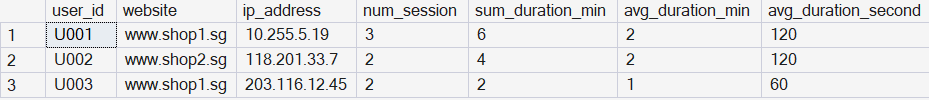 user_id website ip_address num_session sum_duration_min avg_duration_min avg_duration_second
1 U001 www.shop1.sg 10.255.5.19 3 6 2 120
2 U002 www.shop2.sg 118.201.33.7 2 4 2 120
3 U003 www.shop1.sg 203.116.12.45 2 2 1 60